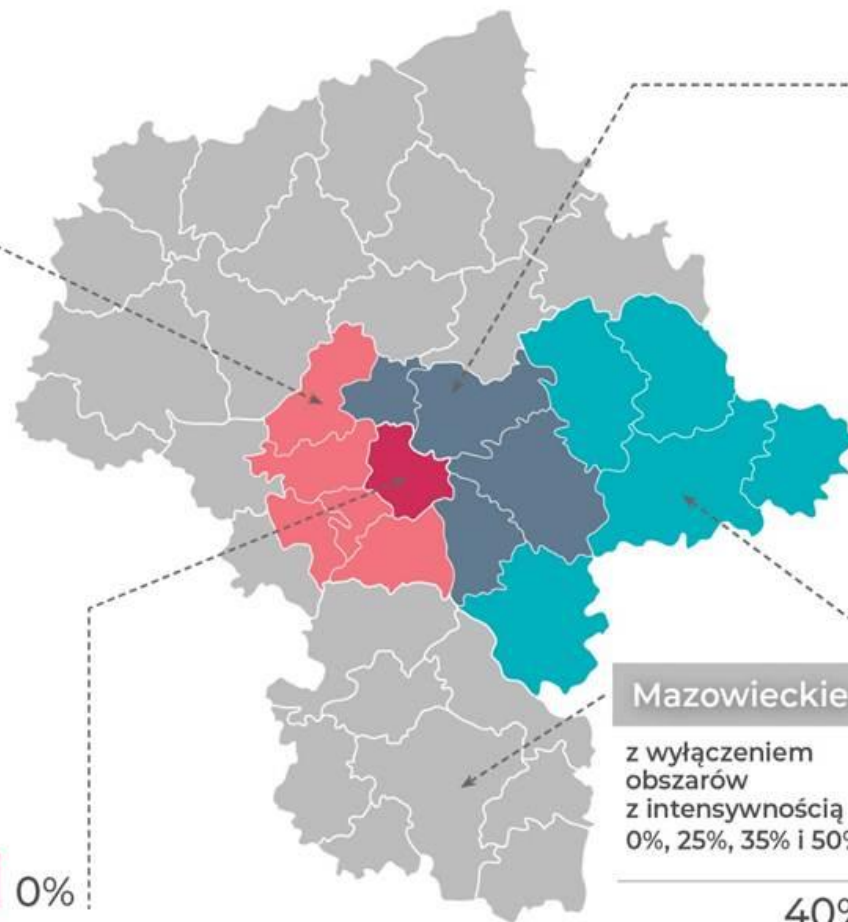 Mazowieckie
z wyłączeniem
obszarów
z intensywnością
0%, 25%, 35% i 50%
0%
40%